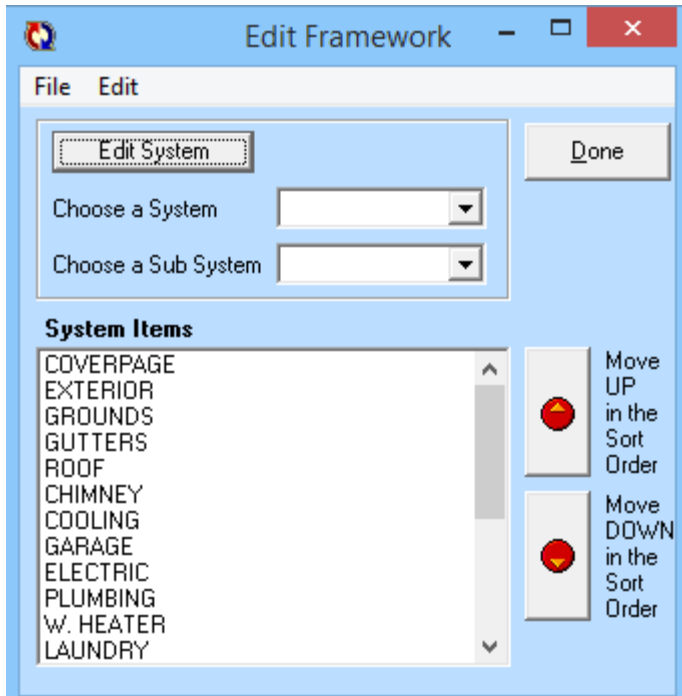 Edit Framework
File Edit
Edit System
Done
Choose a System
Choose a Sub System
System Items
COVERPAGE
EXTERIOR
GROUNDS
GUTTERS
ROOF
CHIMNEY
COOLING
GARAGE
ELECTRIC
PLUMBING
W. HEATER
LAUNDRY
Move
UP
in the
Sort
Order
Move
DOWN
in the
Sort
Order